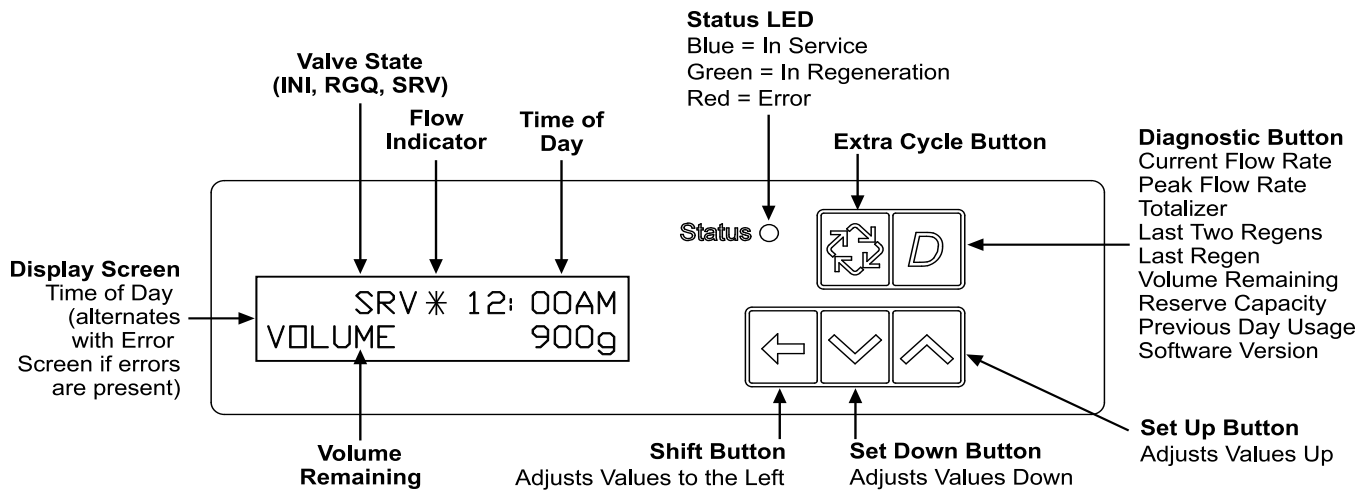 Status LED
Blue = In Service
Green = In Regeneration
Red = Error
Valve State
(INI, RGQ, SRV)
Flow
Indicator
Time of
Day
Extra Cycle Button
Diagnostic Button
Current Flow Rate
Peak Flow Rate
Totalizer
Last Two Regens
Last Regen
Volume Remaining
Reserve Capacity
Previous Day Usage
Software Version
Status
D
Display Screen
Time of Day
(alternates
with Error
Screen if errors
are present)
SRV* 12:00AM
VOLUME 900g
Volume
Remaining
Shift Button
Adjusts Values to the Left
Set Down Button
Adjusts Values Down
Set Up Button
Adjusts Values Up